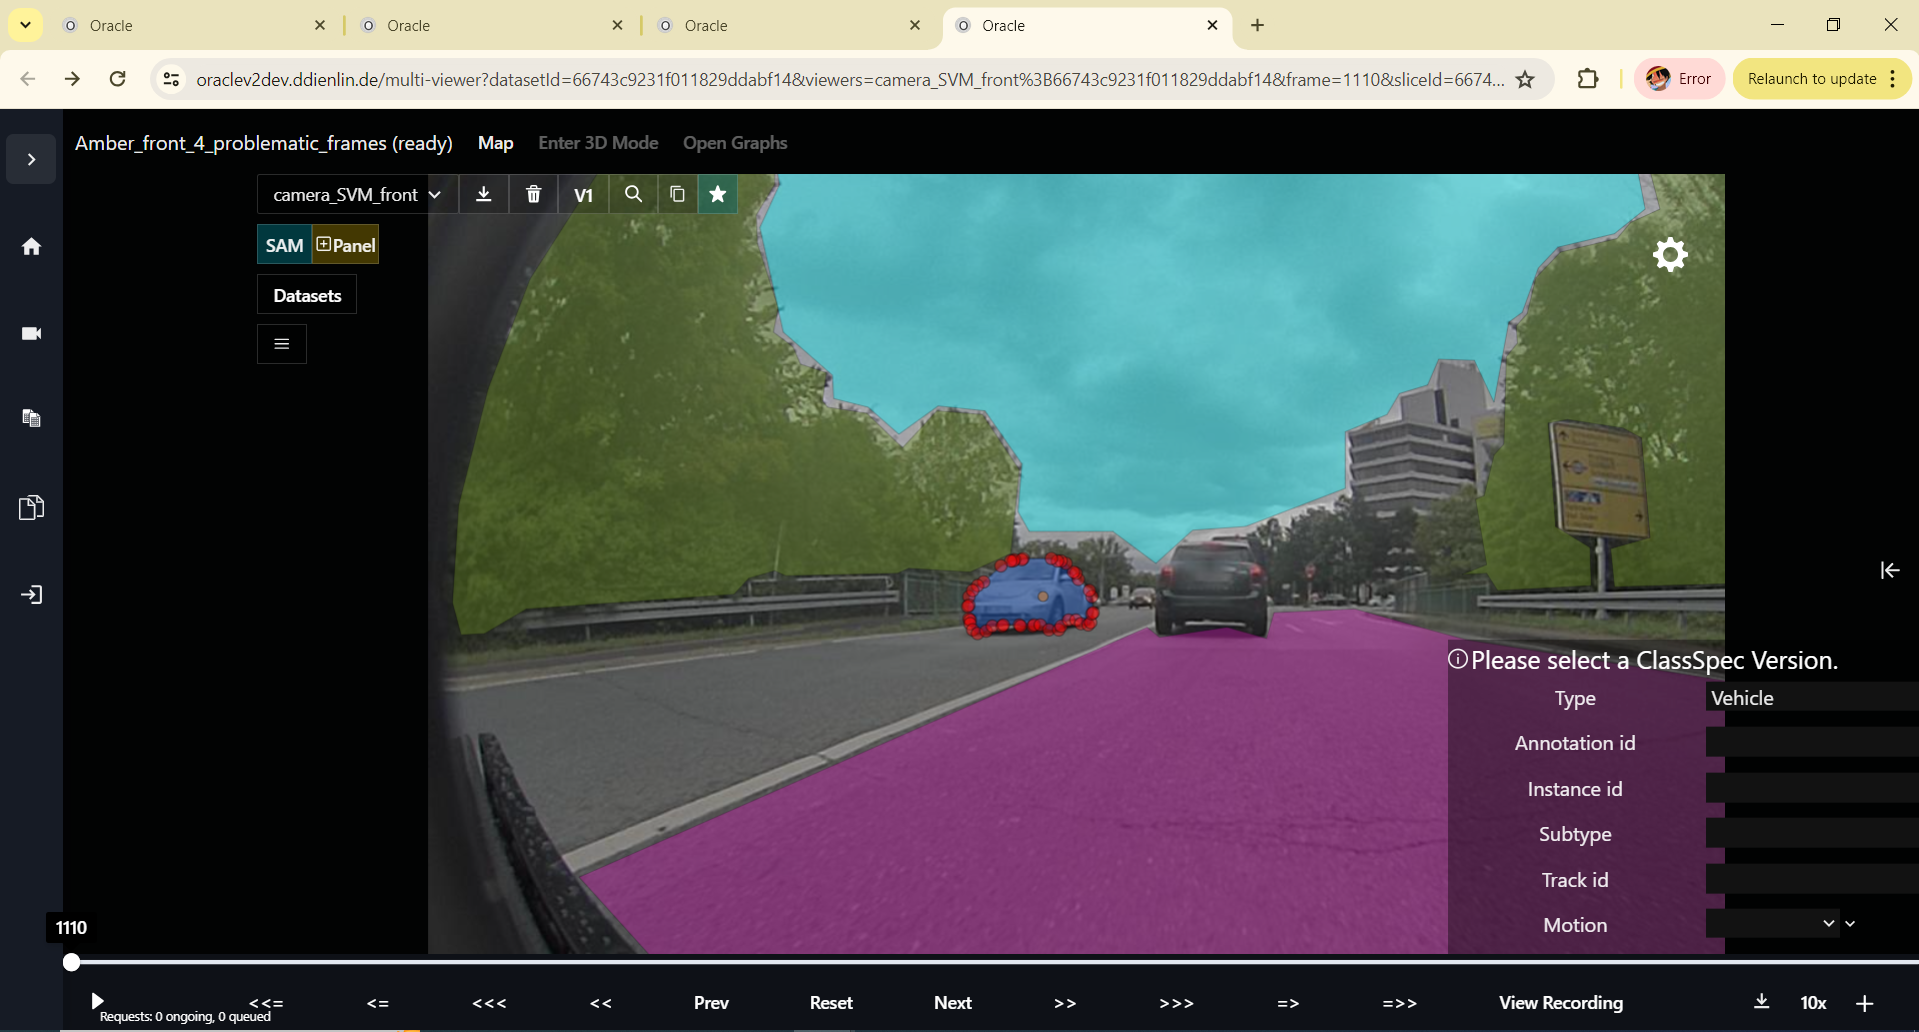 Oracle
Oracle
Oracle
Oracle
oraclev2dev.ddienlin.de/multi-viewer?datasetId=66743c9231f011829ddabf14&viewers=camera_SVM_front%3B66743c9231f011829ddabf14&frame=1110&sliceId=6674...
Error
Relaunch to update
Amber_front_4_problematic_frames (ready)
Map
Enter 3D Mode
Open Graphs
camera_SVM_front
V1
SAM
Panel
Datasets
Please select a ClassSpec Version.
Type
Vehicle
Annotation id
Instance id
Subtype
Track id
Motion
1110
Requests: 0 ongoing, 0 queued
<<=
<=
<<<
<<
Prev
Reset
Next
>>
>>>
=>
=>>
View Recording
10x